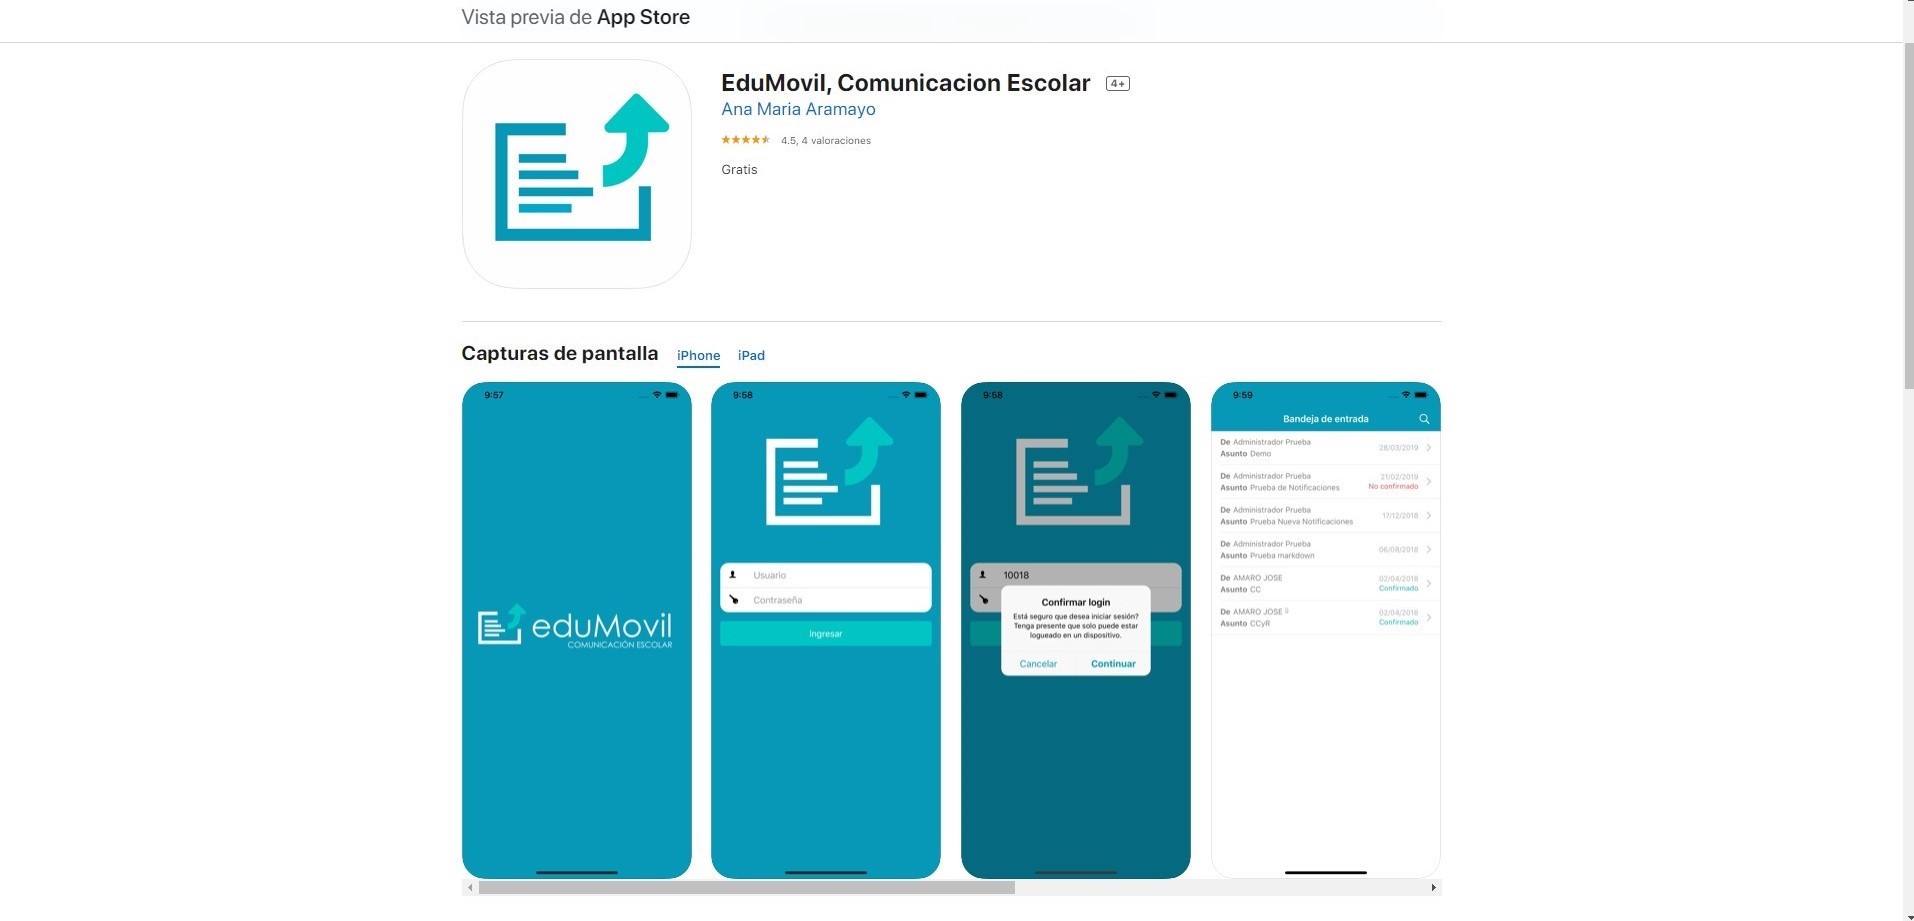 Vista previa de App Store
EduMovil, Comunicacion Escolar 4+
Ana Maria Aramayo
4.5, 4 valoraciones
Gratis
Capturas de pantalla iPhone iPad
9:57
eduMovil
COMUNICACIÓN ESCOLAR
9:58
Usuario
Contraseña
Ingresar
9:58
10018
Confirmar login
Está seguro que desea iniciar sesión?
Tenga presente que solo puede estar
logueado en un dispositivo.
Cancelar Continuar
9:59
Bandeja de entrada
De Administrador Prueba 28/03/2019
Asunto Demo
De Administrador Prueba 21/02/2019
Asunto Prueba de Notificaciones No confirmado
De Administrador Prueba 17/12/2018
Asunto Prueba Nueva Notificaciones
De Administrador Prueba 06/08/2018
Asunto Prueba markdown
De AMARO JOSE 02/04/2018
Asunto CC Confirmado
De AMARO JOSE 02/04/2018
Asunto CCyR Confirmado